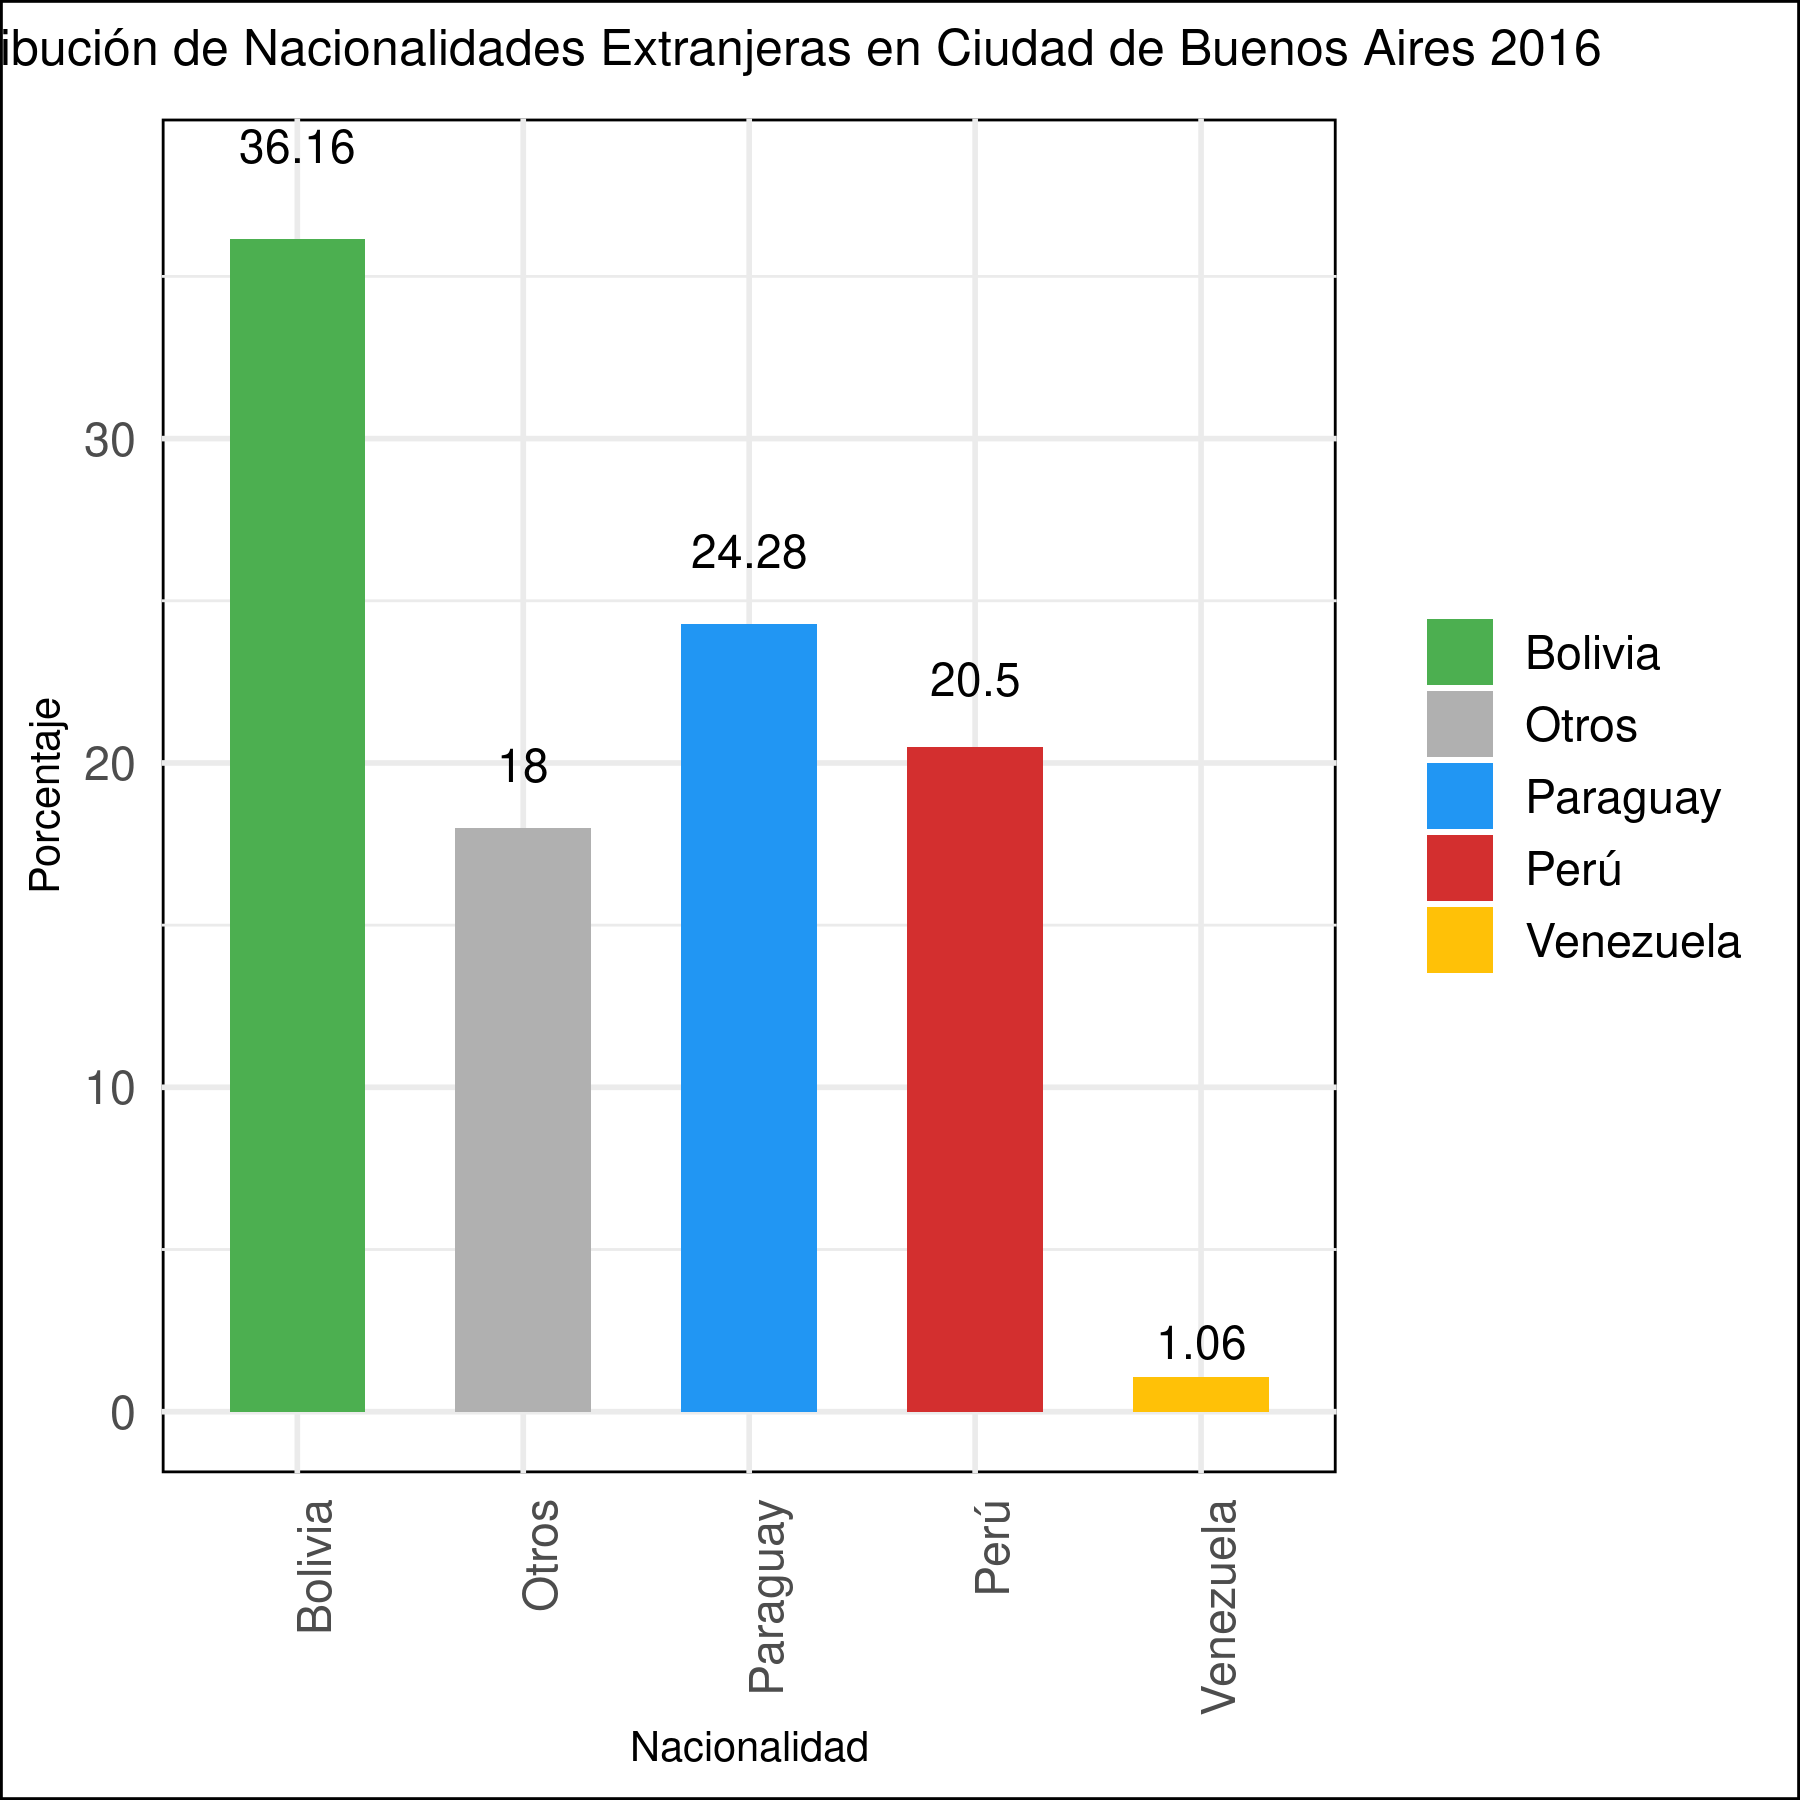 ibución de Nacionalidades Extranjeras en Ciudad de Buenos Aires 2016
36.16
24.28
20.5
18
1.06
Porcentaje
30
20
10
0
Bolivia
Otros
Paraguay
Perú
Venezuela
Nacionalidad
Bolivia
Otros
Paraguay
Perú
Venezuela